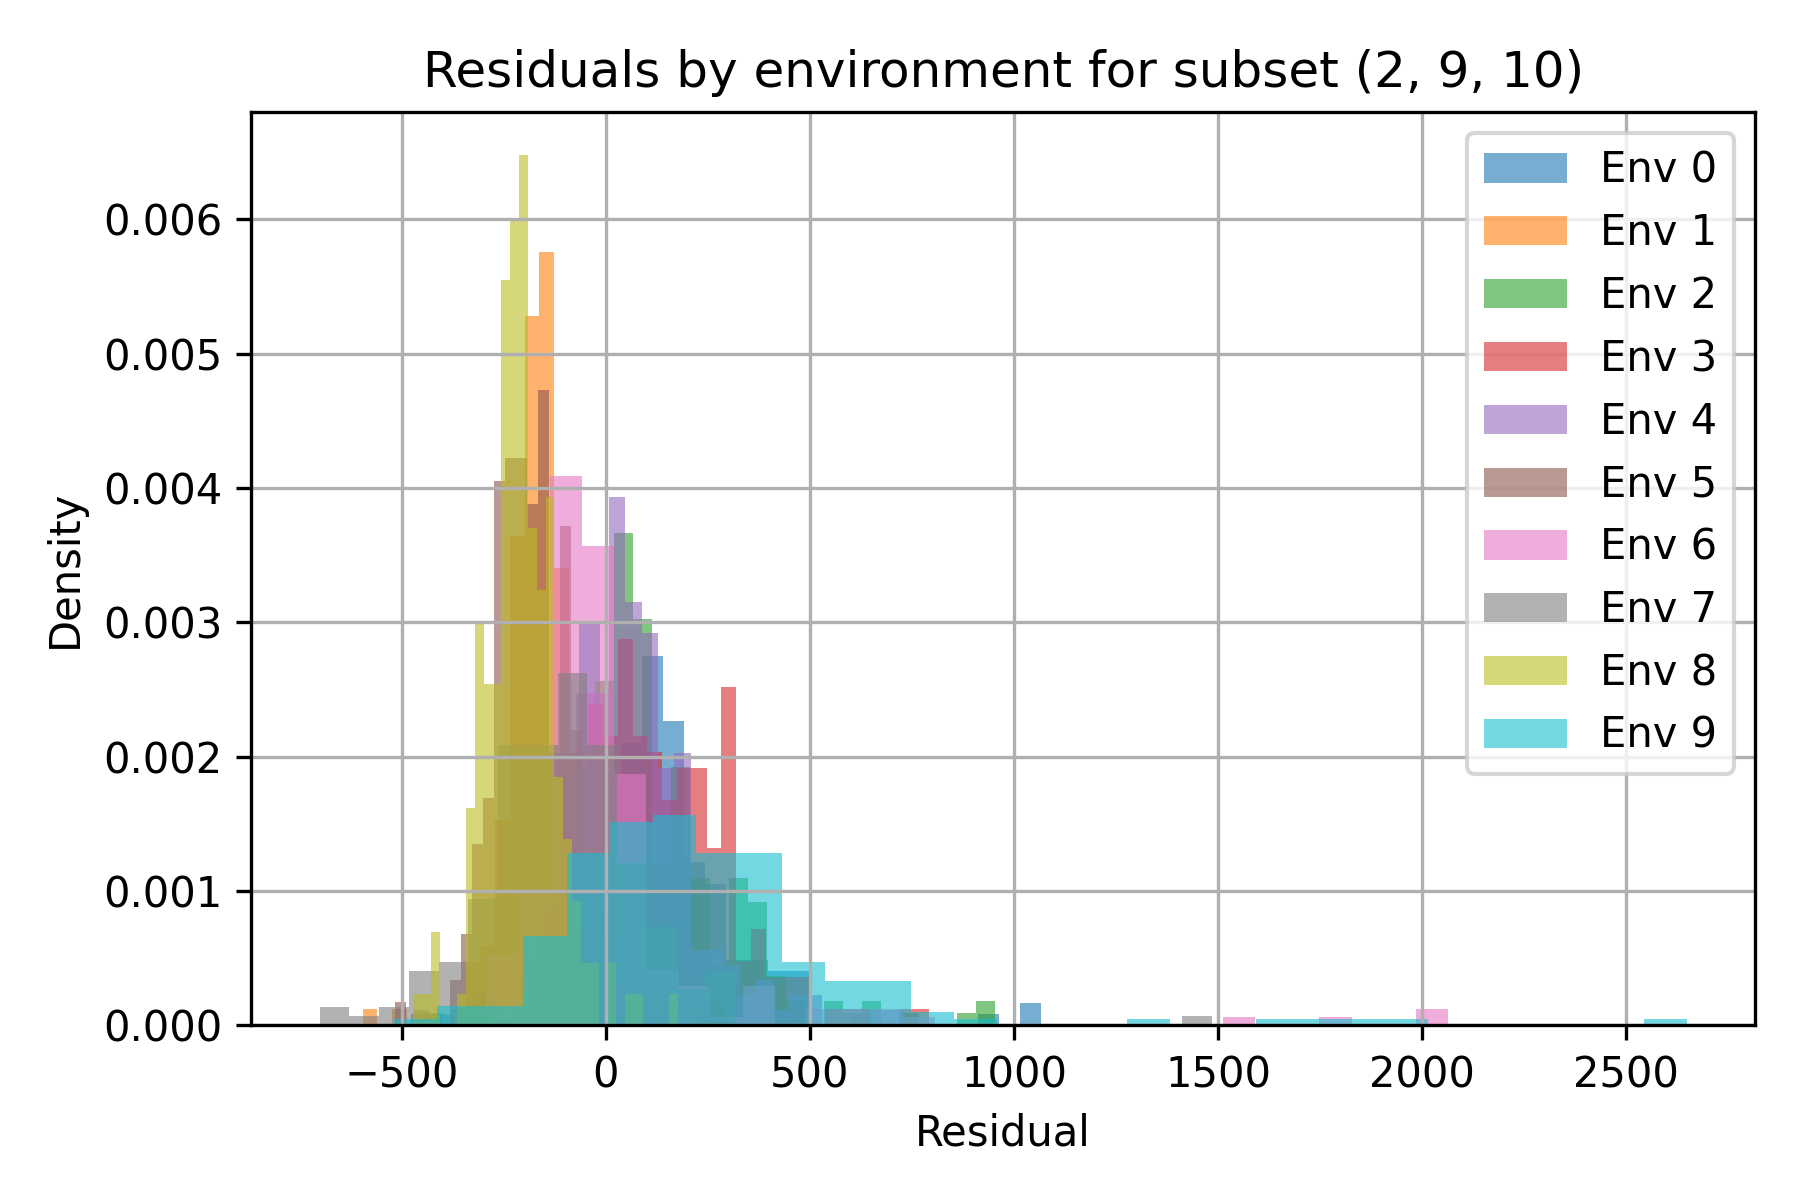 Residuals by environment for subset (2, 9, 10)
Density
0.006
0.005
0.004
0.003
0.002
0.001
0.000
−500
0
500
1000
1500
2000
2500
Residual
Env 0
Env 1
Env 2
Env 3
Env 4
Env 5
Env 6
Env 7
Env 8
Env 9